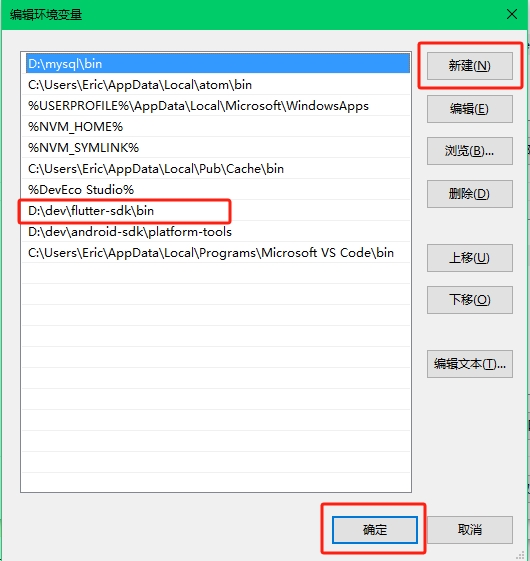 编辑环境变量
D:\mysql\bin
C:\Users\Eric\AppData\Local\atom\bin
%USERPROFILE%\AppData\Local\Microsoft\WindowsApps
%NVM_HOME%
%NVM_SYMLINK%
C:\Users\Eric\AppData\Local\Pub\Cache\bin
%DevEco Studio%
D:\dev\flutter-sdk\bin
D:\dev\android-sdk\platform-tools
C:\Users\Eric\AppData\Local\Programs\Microsoft VS Code\bin
新建(N)
编辑(E)
浏览(B)...
删除(D)
上移(U)
下移(O)
编辑文本(T)...
确定
取消